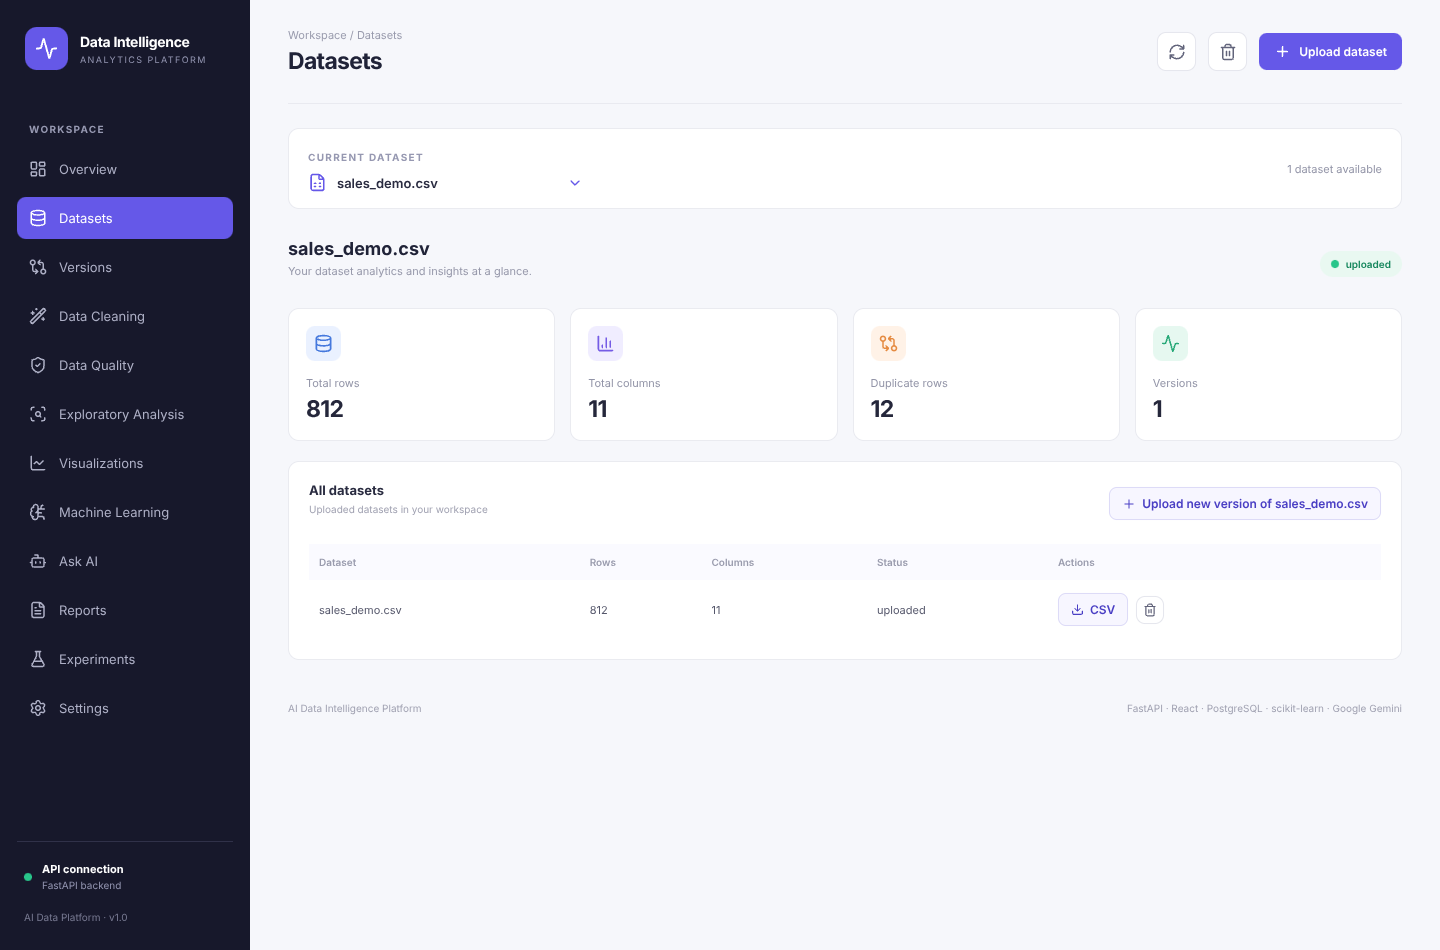 Data Intelligence
ANALYTICS PLATFORM
WORKSPACE
Overview
Datasets
Versions
Data Cleaning
Data Quality
Exploratory Analysis
Visualizations
Machine Learning
Ask AI
Reports
Experiments
Settings
API connection
FastAPI backend
AI Data Platform · v1.0
Workspace / Datasets
Datasets
Upload dataset
CURRENT DATASET
sales_demo.csv
1 dataset available
sales_demo.csv
Your dataset analytics and insights at a glance.
uploaded
Total rows
812
Total columns
11
Duplicate rows
12
Versions
1
All datasets
Uploaded datasets in your workspace
Upload new version of sales_demo.csv
Dataset Rows Columns Status Actions
sales_demo.csv 812 11 uploaded CSV
AI Data Intelligence Platform
FastAPI · React · PostgreSQL · scikit-learn · Google Gemini